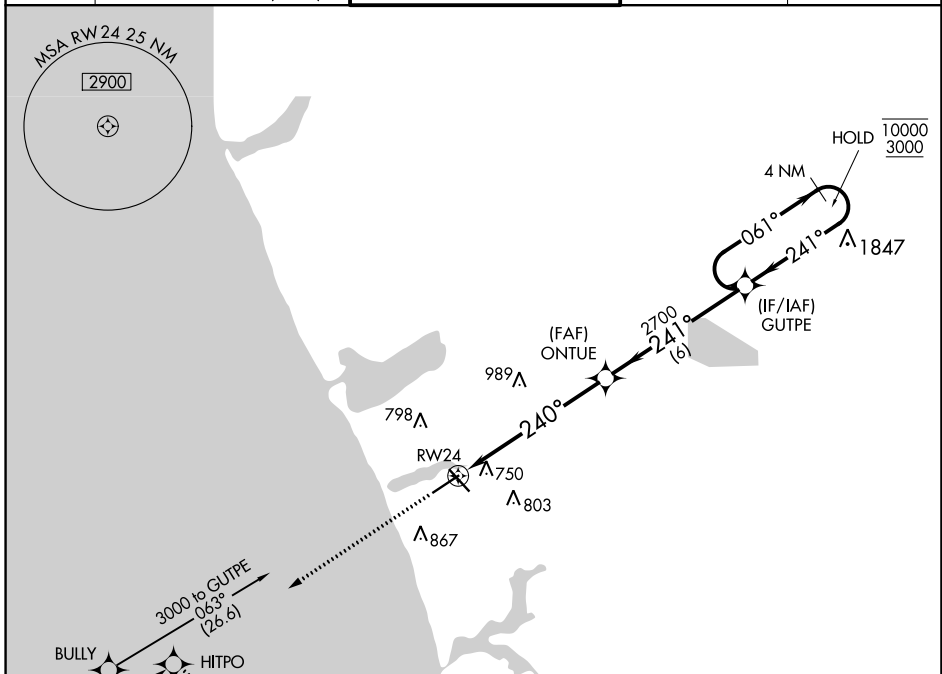 MSA RW24 25 NM
2900
HOLD
10000
3000
4 NM
061°
241°
1847
(IF/IAF)
GUTPE
2700
241°
(6)
(FAF)
ONTUE
989
240°
798
RW24
750
803
867
3000 to GUTPE
063°
(26.6)
BULLY
HITPO